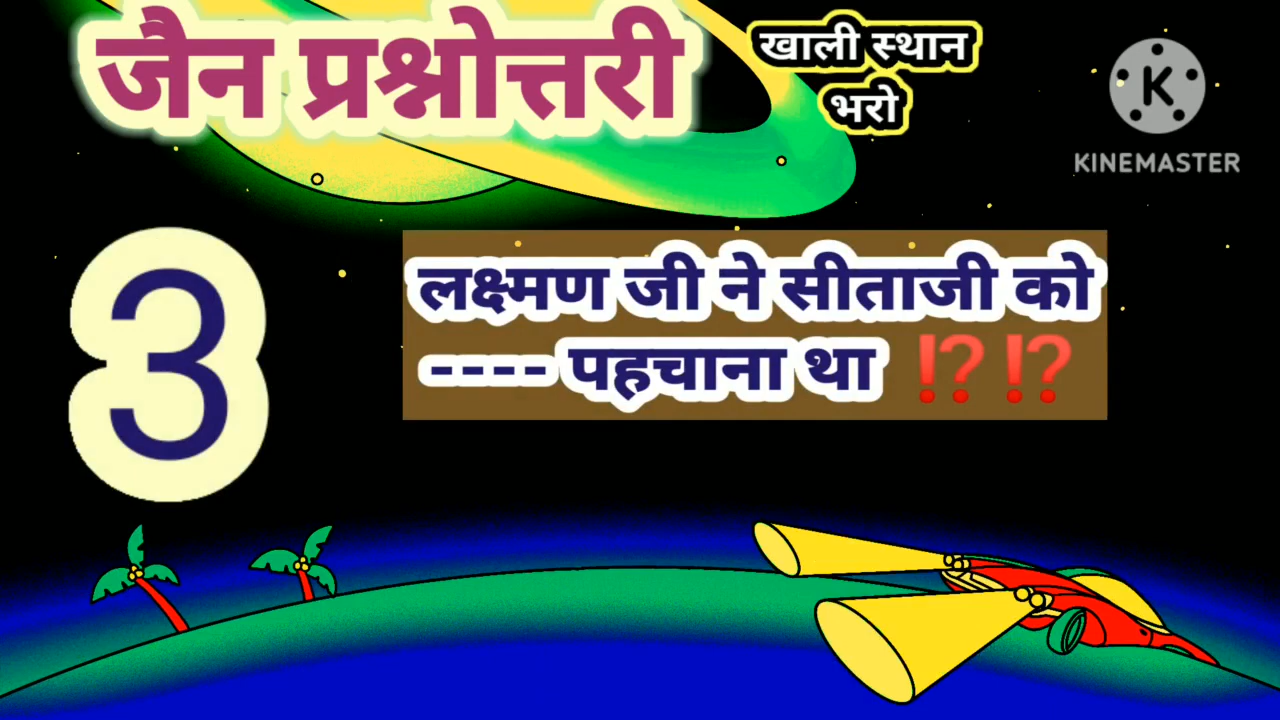 जैन प्रश्नोत्तरी
खाली स्थान
भरो
K
KINEMASTER
3
लक्ष्मण जी ने सीताजी को
---- पहचाना था ⁉️⁉️